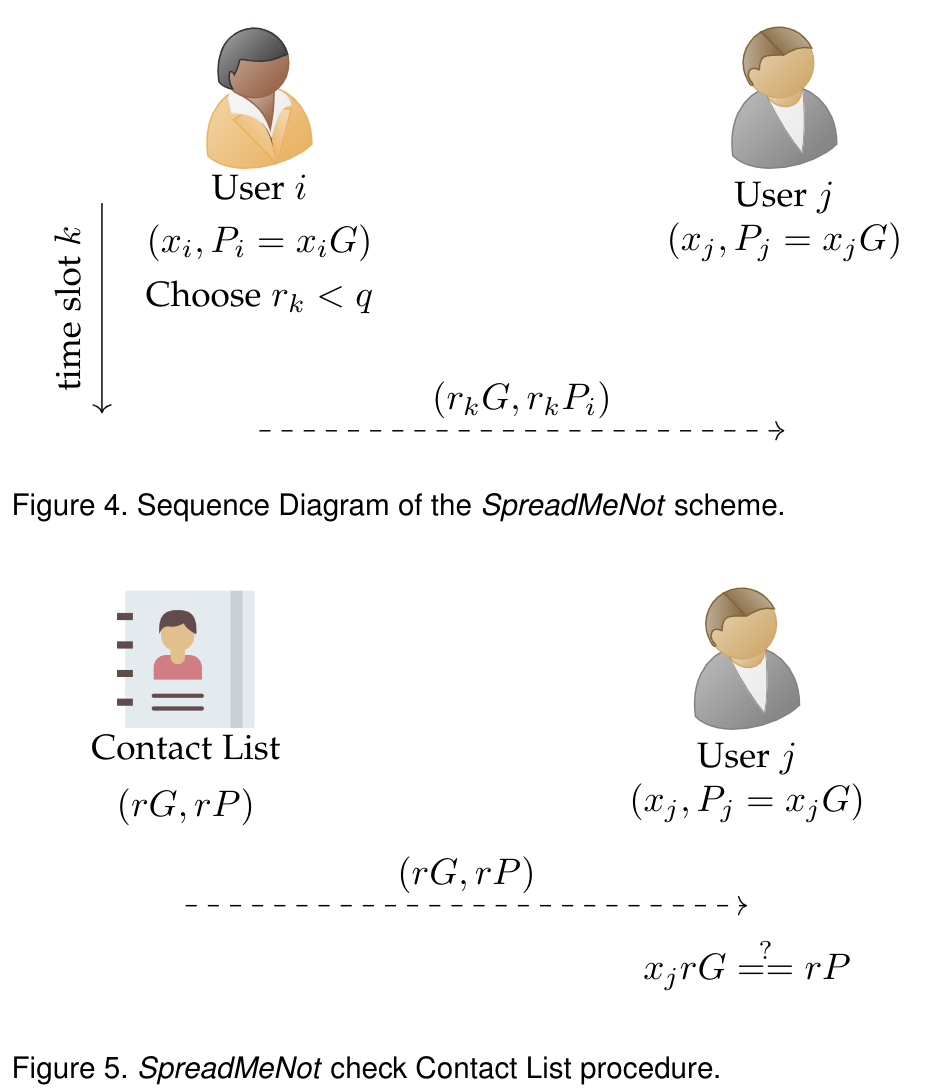 User i
User j
(x_i, P_i = x_iG)
(x_j, P_j = x_jG)
Choose r_k < q
time slot k
(r_kG, r_kP_i)
Figure 4. Sequence Diagram of the SpreadMeNot scheme.
Contact List
User j
(rG, rP)
(x_j, P_j = x_jG)
(rG, rP)
x_jrG ?== rP
Figure 5. SpreadMeNot check Contact List procedure.